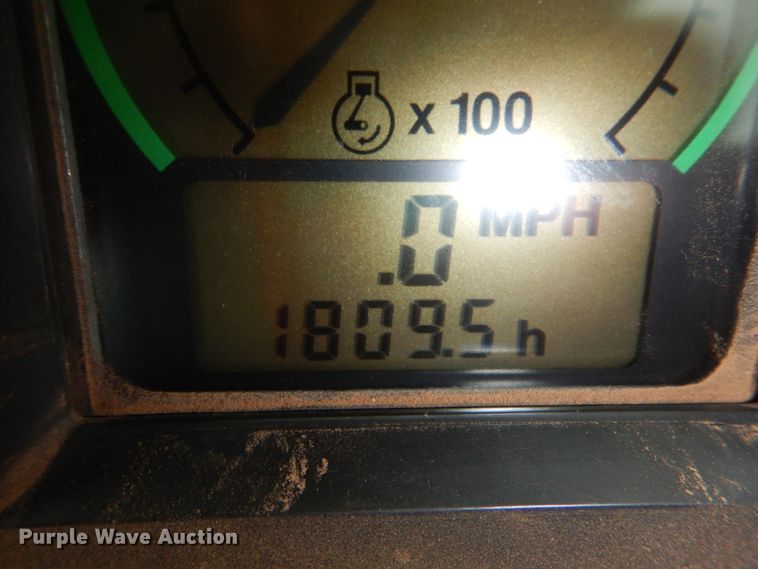 x 100
.0 MPH
1809.5 h
Purple Wave Auction